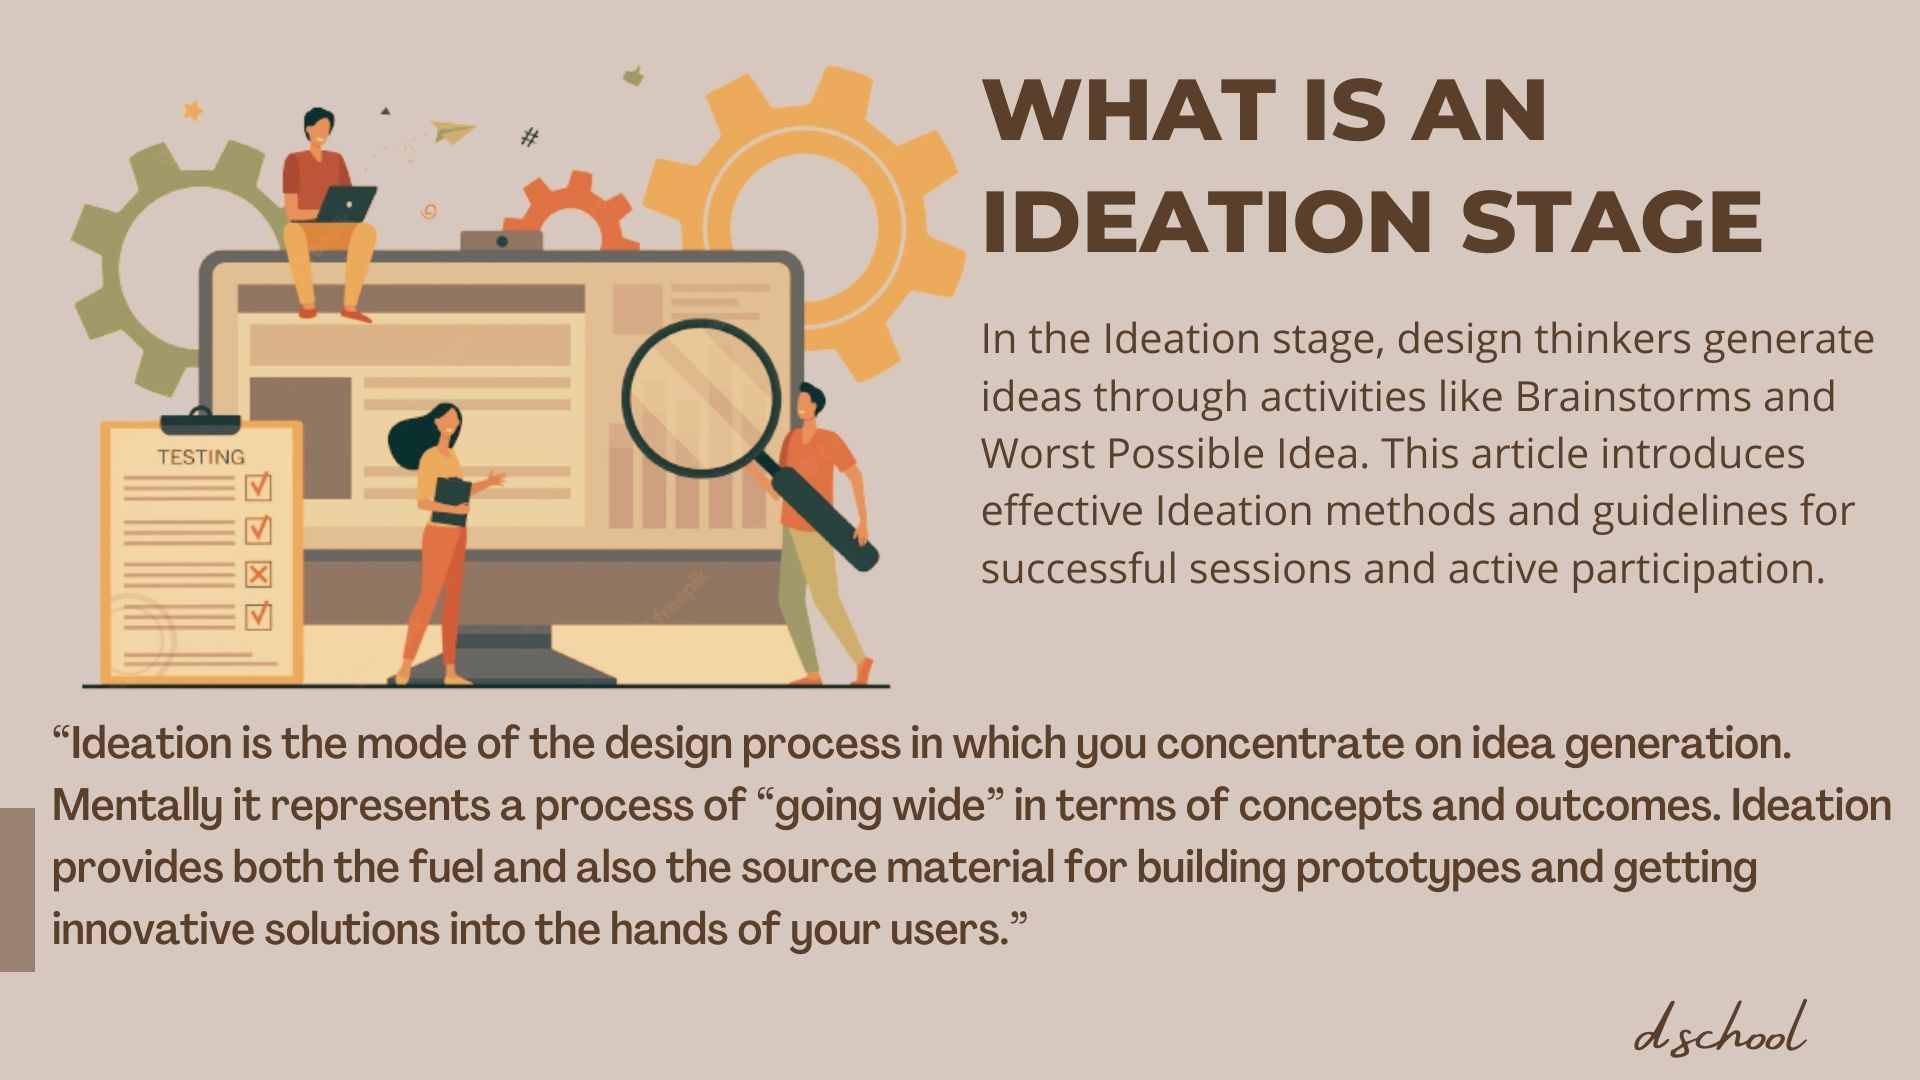 WHAT IS AN
IDEATION STAGE
In the Ideation stage, design thinkers generate
ideas through activities like Brainstorms and
Worst Possible Idea. This article introduces
effective Ideation methods and guidelines for
successful sessions and active participation.
#
TESTING
freepik
“Ideation is the mode of the design process in which you concentrate on idea generation.
Mentally it represents a process of “going wide” in terms of concepts and outcomes. Ideation
provides both the fuel and also the source material for building prototypes and getting
innovative solutions into the hands of your users.”
dschool